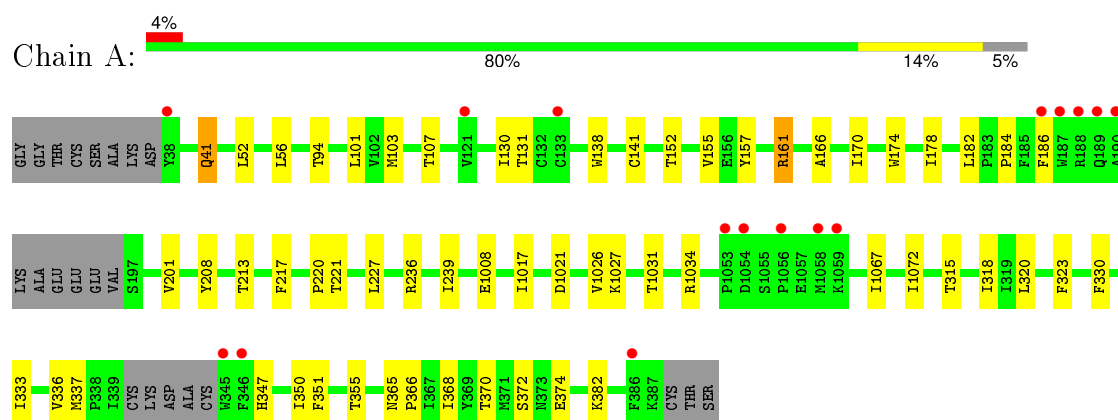 4%
Chain A:
80% 14% 5%
GLY GLY THR CYS SER ALA LYS ASP Y38 Q41 L52 L56 T94 L101 V102 M103 T107 V121 I130 T131 C132 C133 W138 C141 T152 V155 E156 Y157 R161 A166 I170 W174 I178 L182 P183 P184 F185 F186 W187 R188 Q189 A190
LYS ALA GLU GLU GLU VAL S197 V201 Y208 T213 F217 P220 T221 L227 R236 I239 E1008 I1017 D1021 V1026 K1027 T1031 R1034 P1053 D1054 S1055 P1056 E1057 M1058 K1059 I1067 I1072 T315 I318 I319 L320 F323 F330
I333 V336 M337 P338 I339 CYS LYS ASP ALA CYS W345 F346 H347 I350 F351 T355 N365 P366 I367 I368 Y369 T370 M371 S372 N373 E374 K382 F386 K387 CYS THR SER